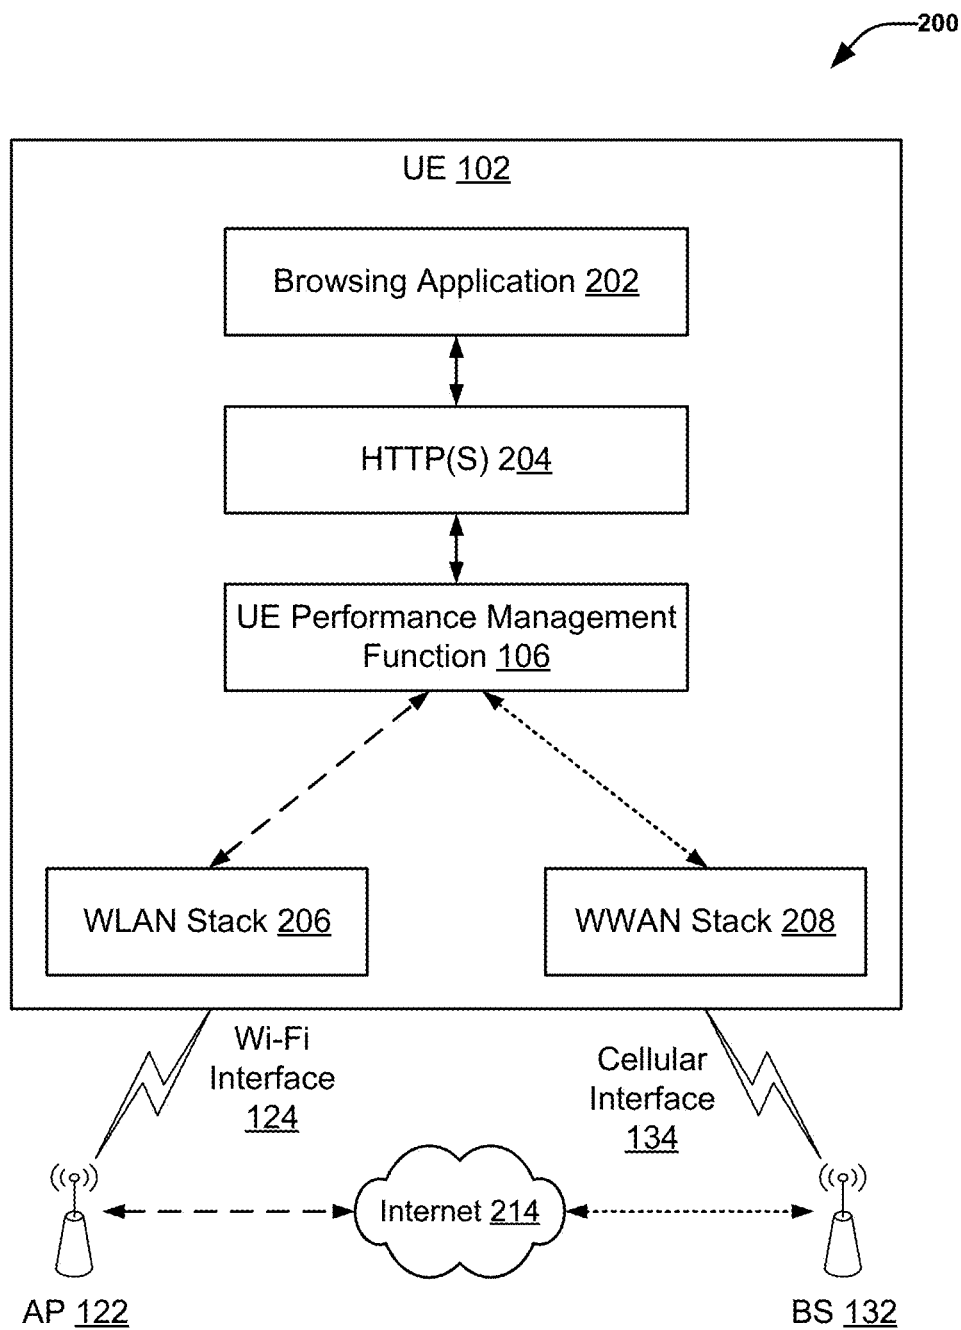 200
UE 102
Browsing Application 202
HTTP(S) 204
UE Performance Management
Function 106
WLAN Stack 206
WWAN Stack 208
Wi-Fi
Interface
124
Cellular
Interface
134
Internet 214
AP 122
BS 132